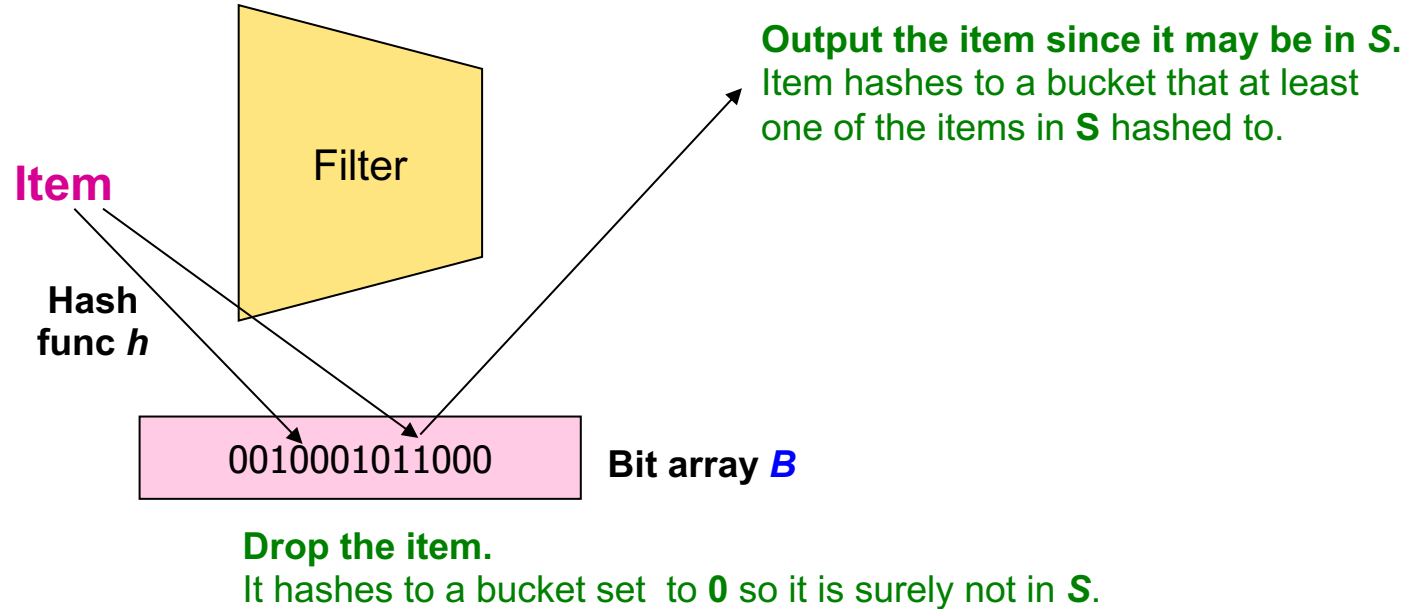 Output the item since it may be in S.
Item hashes to a bucket that at least
one of the items in S hashed to.
Filter
Item
Hash
func h
0010001011000
Bit array B
Drop the item.
It hashes to a bucket set to 0 so it is surely not in S.